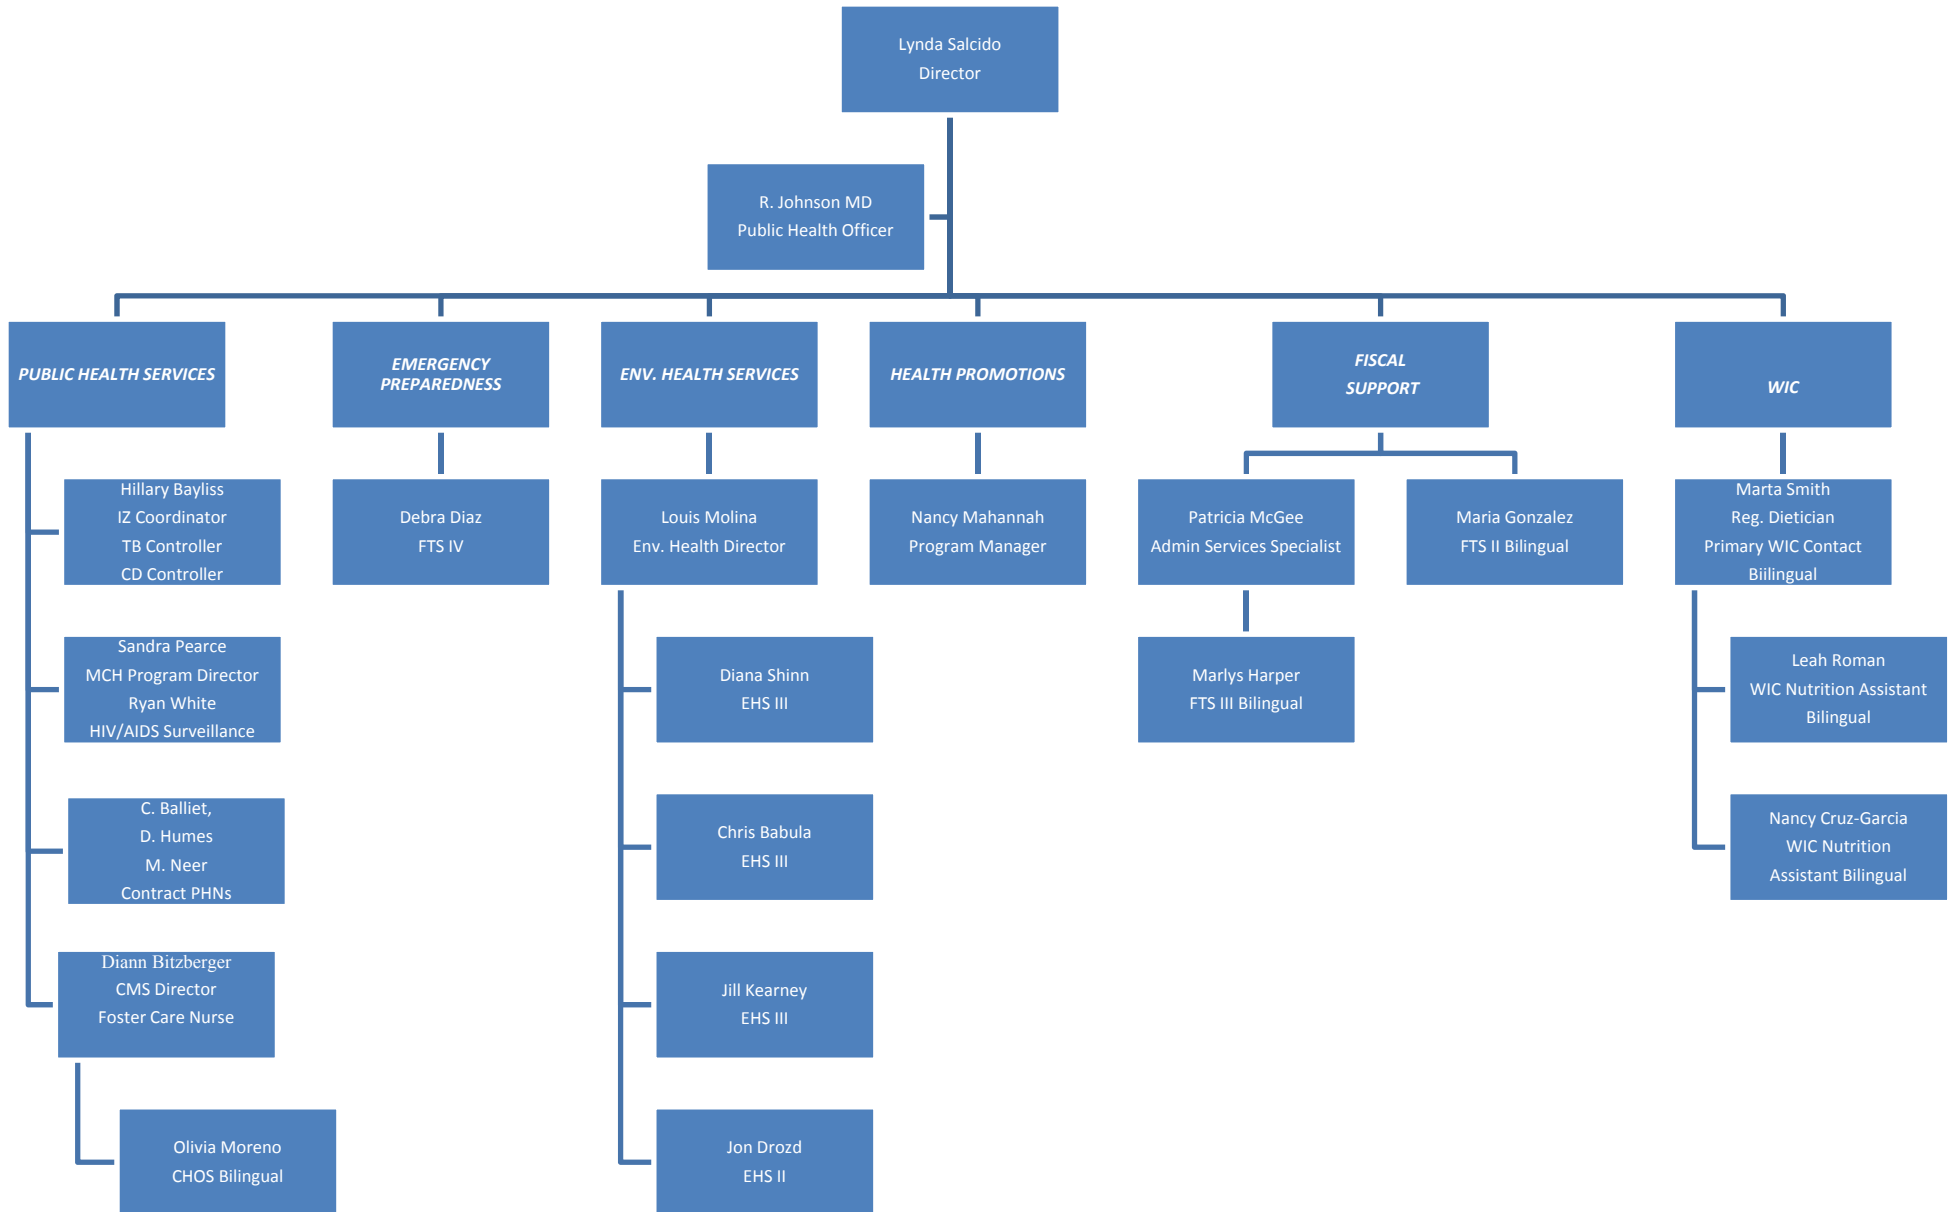 Lynda Salcido
Director
R. Johnson MD
Public Health Officer
PUBLIC HEALTH SERVICES
EMERGENCY
PREPAREDNESS
ENV. HEALTH SERVICES
HEALTH PROMOTIONS
FISCAL
SUPPORT
WIC
Hillary Bayliss
IZ Coordinator
TB Controller
CD Controller
Debra Diaz
FTS IV
Louis Molina
Env. Health Director
Nancy Mahannah
Program Manager
Patricia McGee
Admin Services Specialist
Maria Gonzalez
FTS II Bilingual
Marta Smith
Reg. Dietician
Primary WIC Contact
Biilingual
Sandra Pearce
MCH Program Director
Ryan White
HIV/AIDS Surveillance
Diana Shinn
EHS III
Marlys Harper
FTS III Bilingual
Leah Roman
WIC Nutrition Assistant
Bilingual
C. Balliet,
D. Humes
M. Neer
Contract PHNs
Chris Babula
EHS III
Nancy Cruz-Garcia
WIC Nutrition
Assistant Bilingual
Diann Bitzberger
CMS Director
Foster Care Nurse
Jill Kearney
EHS III
Olivia Moreno
CHOS Bilingual
Jon Drozd
EHS II